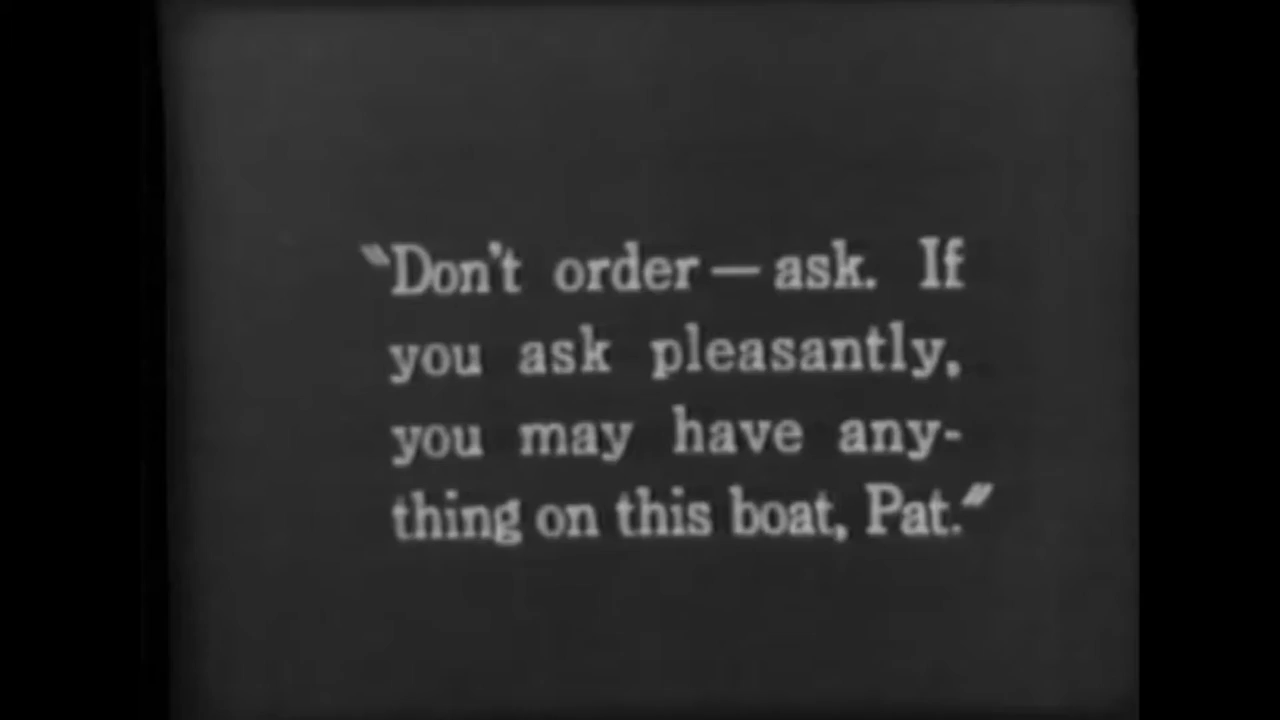 "Don't order — ask. If
you ask pleasantly,
you may have any-
thing on this boat, Pat."